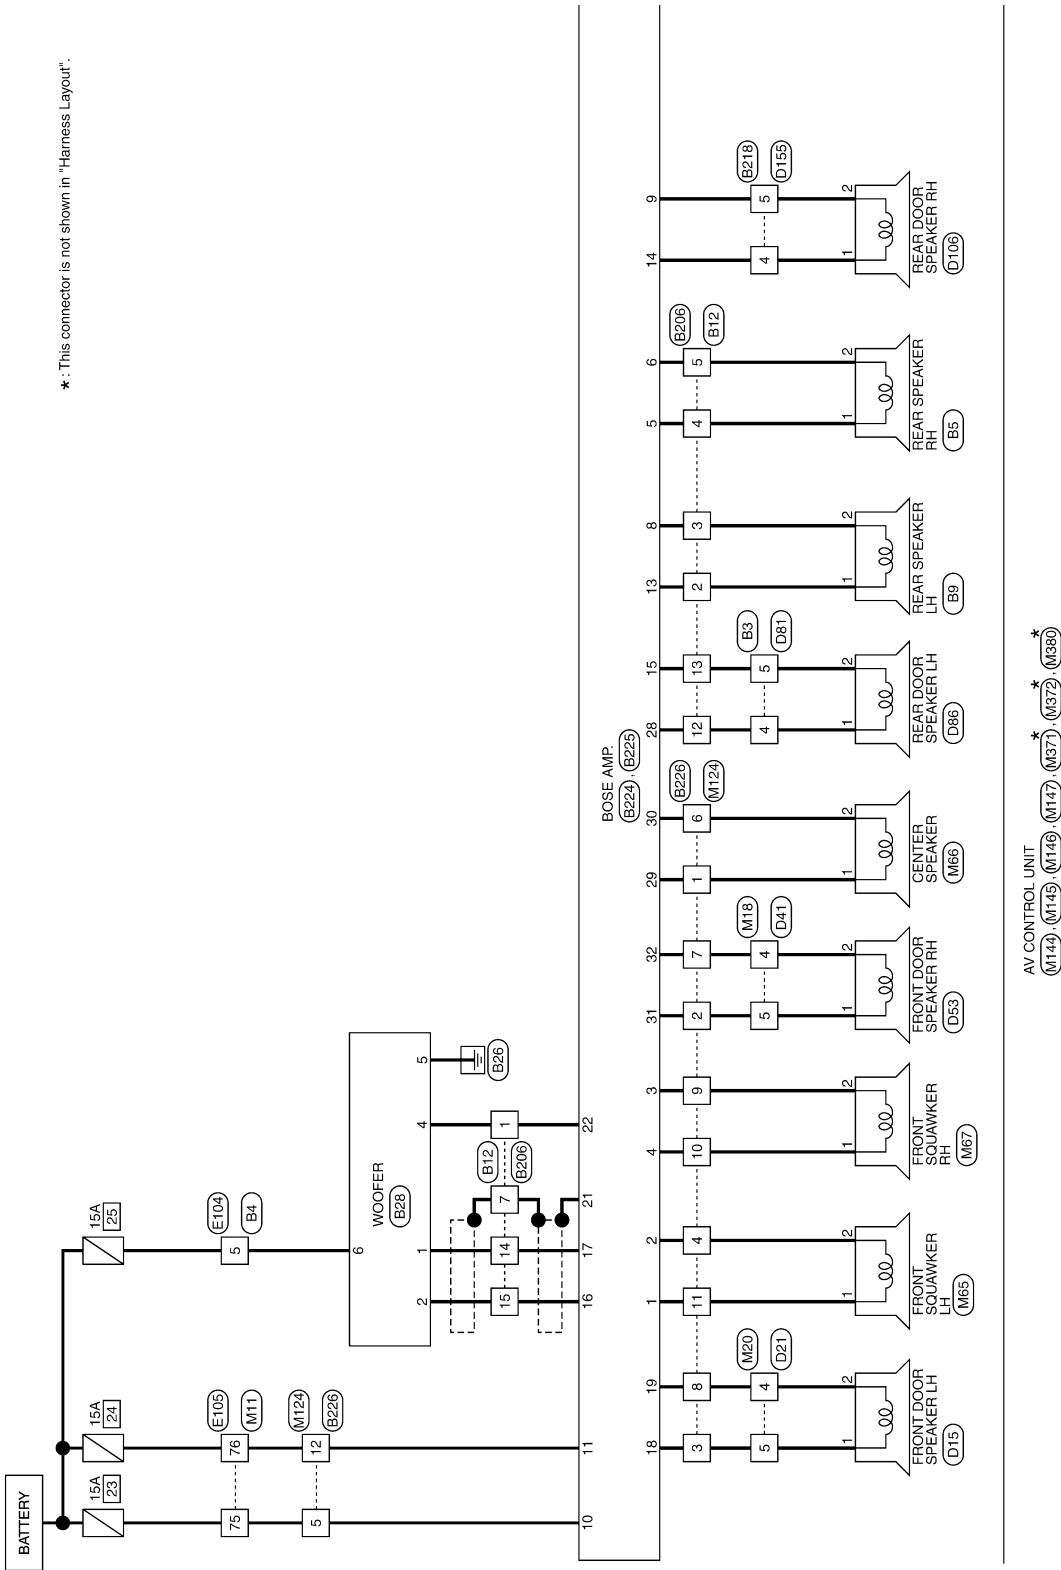 BATTERY
15A
23
15A
24
15A
25
75
76
E105
M11
5
E104
B4
5
12
M124
B226
*: This connector is not shown in "Harness Layout".
6
WOOFER
B28
2
1
4
5
15
14
7
1
B12
B206
B26
10
11
16
17
21
22
BOSE AMP.
B224, B225
18
19
1
2
4
3
31
32
29
30
28
15
13
8
5
6
14
9
3
8
11
4
10
9
2
7
1
6
B226
M124
12
13
2
3
4
5
B206
B12
5
4
M20
D21
5
4
M18
D41
4
5
B3
D81
4
5
B218
D155
1
2
1
2
1
2
1
2
1
2
1
2
1
2
1
2
1
2
FRONT DOOR
SPEAKER LH
D15
FRONT
SQUAWKER
LH
M65
FRONT
SQUAWKER
RH
M67
FRONT DOOR
SPEAKER RH
D53
CENTER
SPEAKER
M66
REAR DOOR
SPEAKER LH
D86
REAR SPEAKER
LH
B9
REAR SPEAKER
RH
B5
REAR DOOR
SPEAKER RH
D106
AV CONTROL UNIT
M144, M145, M146, M147, M371*, M372*, M380*